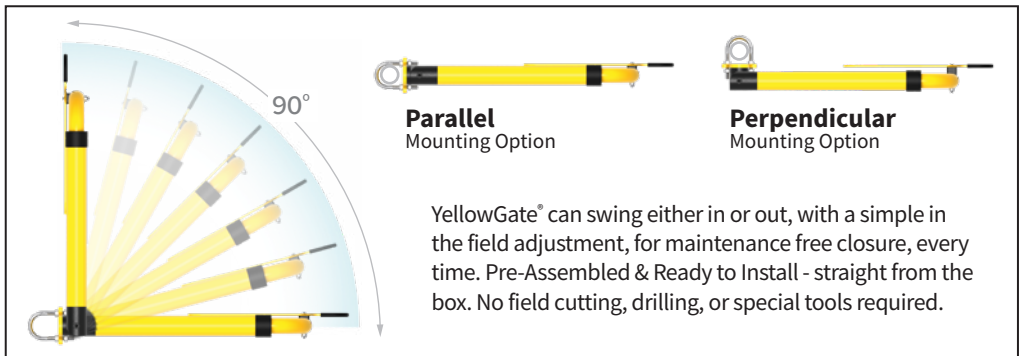 90°
Parallel
Mounting Option
Perpendicular
Mounting Option
YellowGate® can swing either in or out, with a simple in
the field adjustment, for maintenance free closure, every
time. Pre-Assembled & Ready to Install - straight from the
box. No field cutting, drilling, or special tools required.